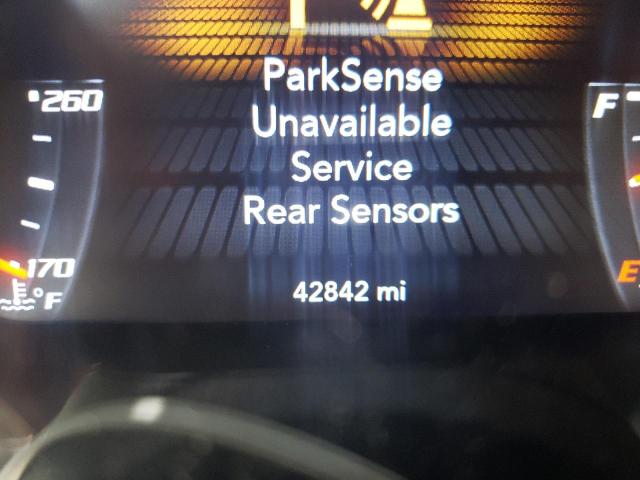 ParkSense
260
F
Unavailable
Service
Rear Sensors
170
E
°F
42842 mi